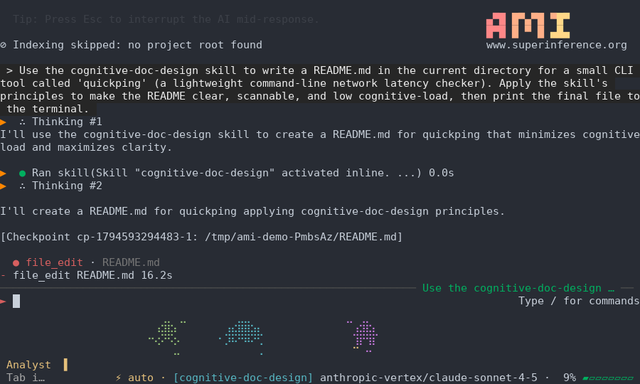 Tip: Press Esc to interrupt the AI mid-response.
AMI
⊘ Indexing skipped: no project root found
www.superinference.org
> Use the cognitive-doc-design skill to write a README.md in the current directory for a small CLI
tool called 'quickping' (a lightweight command-line network latency checker). Apply the skill's
principles to make the README clear, scannable, and low cognitive-load, then print the final file to
the terminal.
▶ ∴ Thinking #1
I'll use the cognitive-doc-design skill to create a README.md for quickping that minimizes cognitive
load and maximizes clarity.
▶ ● Ran skill(Skill "cognitive-doc-design" activated inline. ...) 0.0s
▶ ∴ Thinking #2
I'll create a README.md for quickping applying cognitive-doc-design principles.
[Checkpoint cp-1794593294483-1: /tmp/ami-demo-PmbsAz/README.md]
● file_edit · README.md
- file_edit README.md 16.2s
Use the cognitive-doc-design …
Type / for commands
Analyst
Tab i… ⚡ auto · [cognitive-doc-design] anthropic-vertex/claude-sonnet-4-5 · 9%